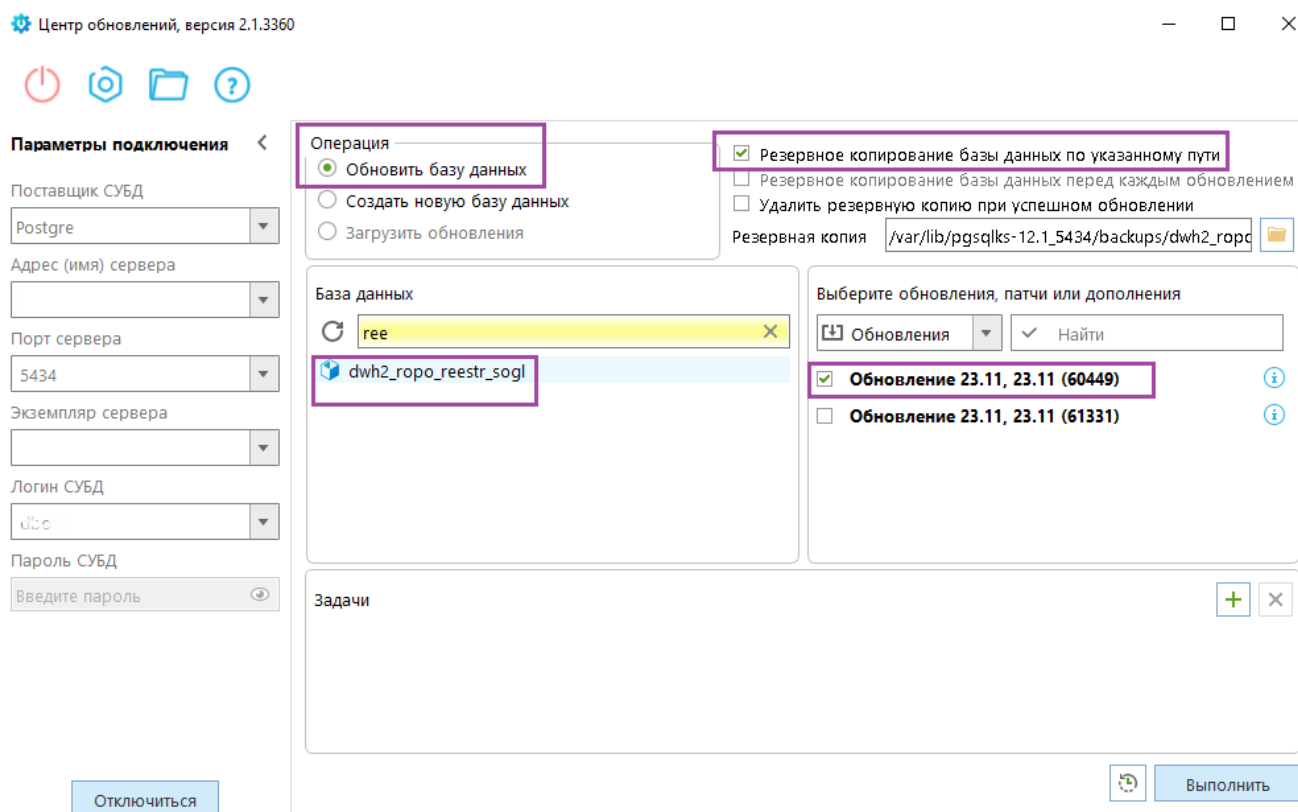 Центр обновлений, версия 2.1.3360
Параметры подключения
Поставщик СУБД
Postgre
Адрес (имя) сервера
Порт сервера
5434
Экземпляр сервера
Логин СУБД
Пароль СУБД
Введите пароль
Отключиться
Операция
Обновить базу данных
Создать новую базу данных
Загрузить обновления
Резервное копирование базы данных по указанному пути
Резервное копирование базы данных перед каждым обновлением
Удалить резервную копию при успешном обновлении
Резервная копия /var/lib/pgsqlks-12.1_5434/backups/dwh2_ropo
База данных
ree
dwh2_ropo_reestr_sogl
Выберите обновления, патчи или дополнения
Обновления Найти
Обновление 23.11, 23.11 (60449)
Обновление 23.11, 23.11 (61331)
Задачи
Выполнить